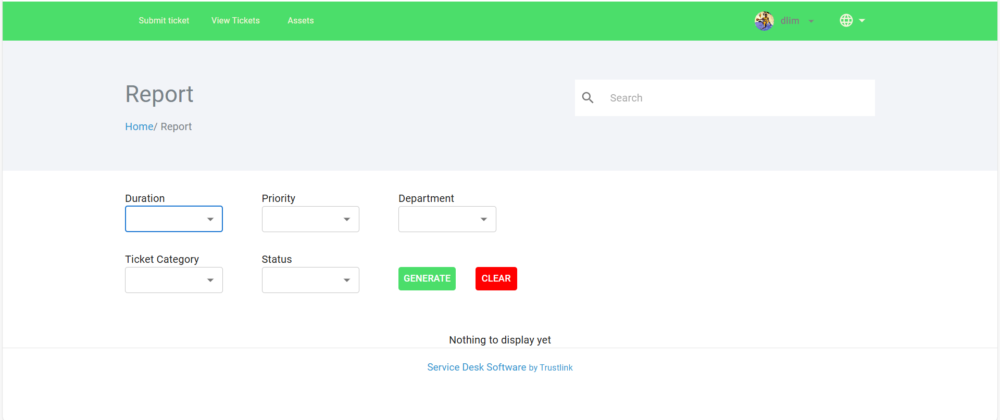 Submit ticket View Tickets Assets dlim
Report
Search
Home/ Report
Duration Priority Department
Ticket Category Status
GENERATE CLEAR
Nothing to display yet
Service Desk Software by Trustlink